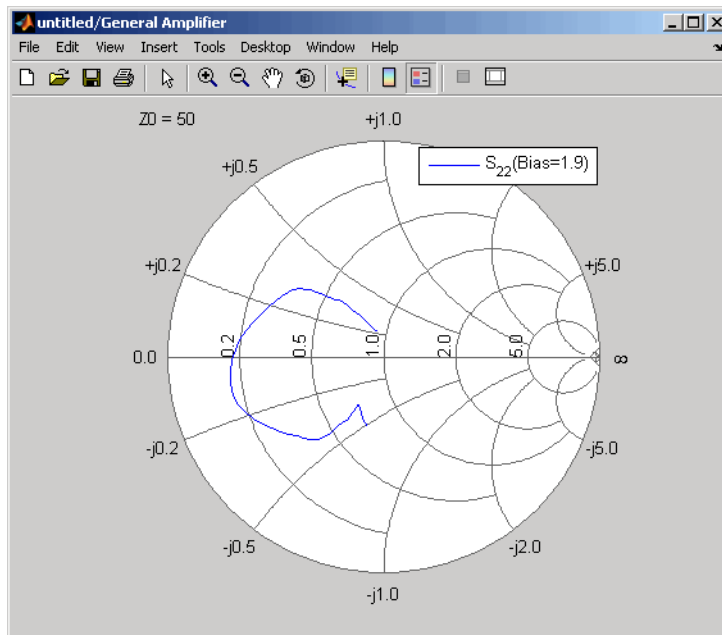 untitled/General Amplifier
File Edit View Insert Tools Desktop Window Help
Z0 = 50
+j1.0
S22(Bias=1.9)
+j0.5
+j0.2
+j5.0
0.0
0.2
0.5
1.0
2.0
5.0
∞
-j0.2
-j5.0
-j0.5
-j2.0
-j1.0